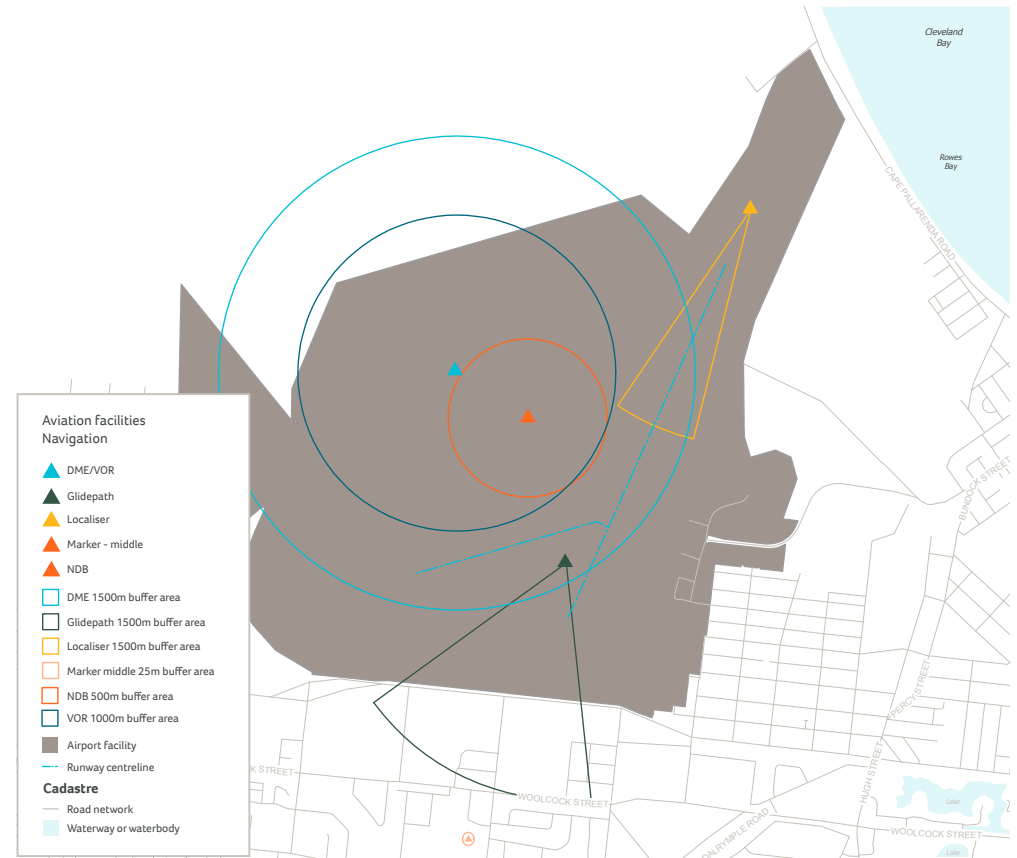 Cleveland
Bay
Rowes
Bay
CAPE PALLARENDA ROAD
BUNDOCK STREET
PERCY STREET
HUGH STREET
K STREET
WOOLCOCK STREET
DALRYMPLE ROAD
WOOLCOCK STREET
Lake
Lake
Aviation facilities
Navigation
DME/VOR
Glidepath
Localiser
Marker - middle
NDB
DME 1500m buffer area
Glidepath 1500m buffer area
Localiser 1500m buffer area
Marker middle 25m buffer area
NDB 500m buffer area
VOR 1000m buffer area
Airport facility
Runway centreline
Cadastre
Road network
Waterway or waterbody